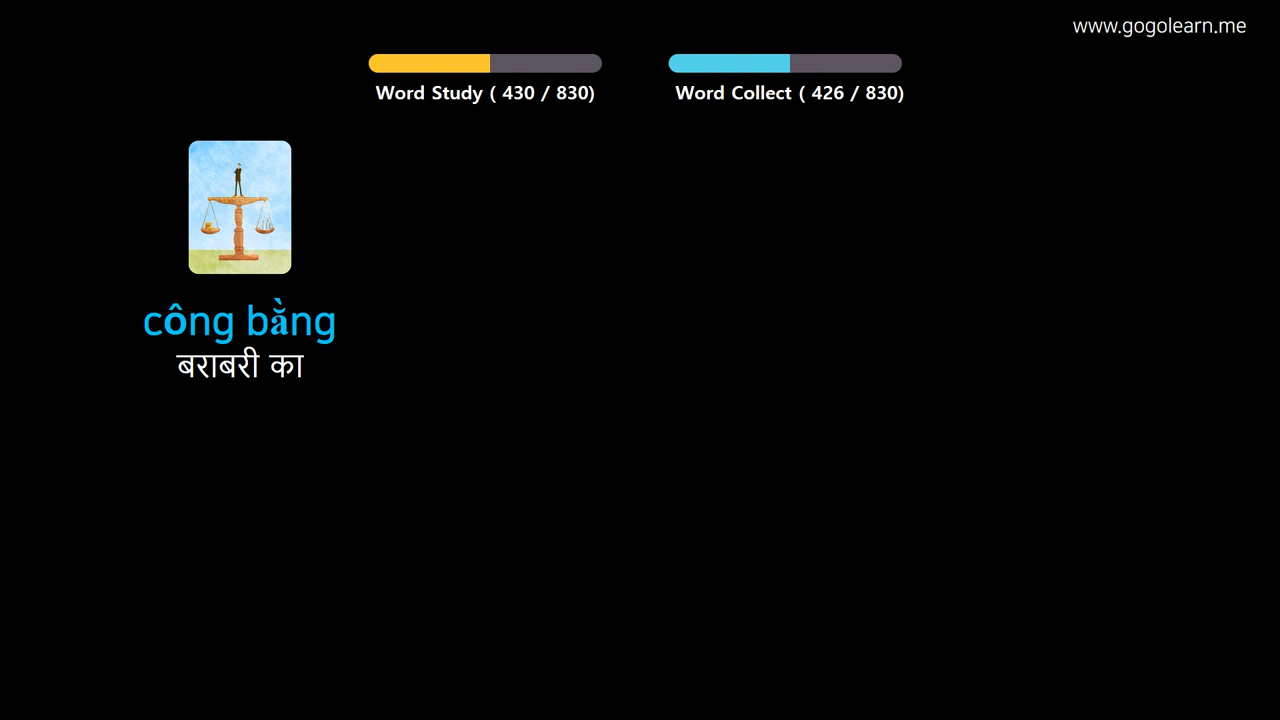 www.gogolearn.me
Word Study ( 430 / 830)
Word Collect ( 426 / 830)
công bằng
बराबरी का